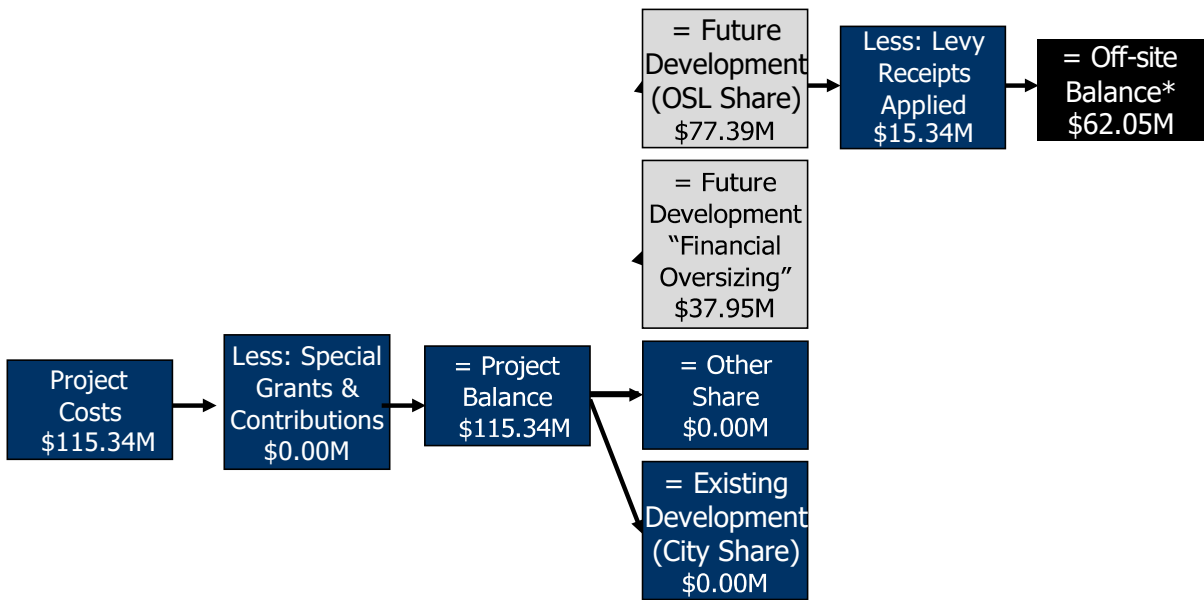 Project
Costs
$115.34M
Less: Special
Grants &
Contributions
$0.00M
= Project
Balance
$115.34M
= Future
Development
(OSL Share)
$77.39M
Less: Levy
Receipts
Applied
$15.34M
= Off-site
Balance*
$62.05M
= Future
Development
“Financial
Oversizing”
$37.95M
= Other
Share
$0.00M
= Existing
Development
(City Share)
$0.00M